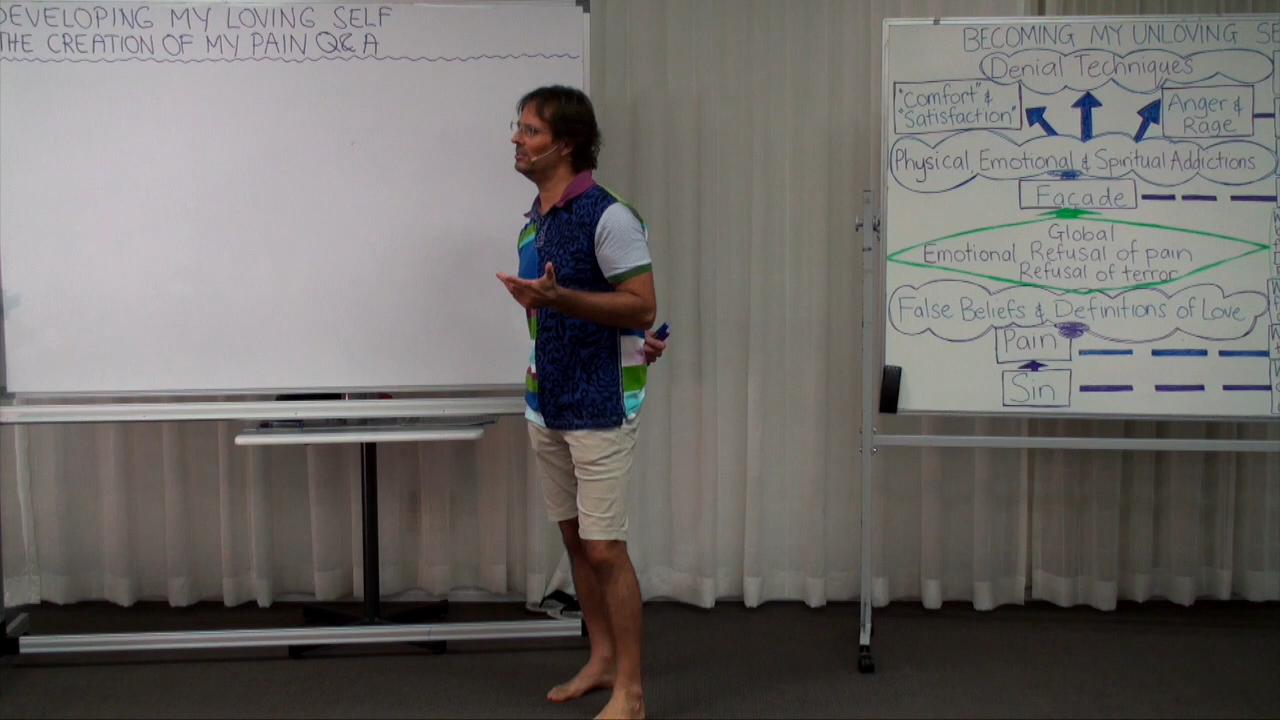 DEVELOPING MY LOVING SELF
THE CREATION OF MY PAIN Q&A
BECOMING MY UNLOVING SE
Denial Techniques
"Comfort" &
"Satisfaction"
Anger &
Rage
Physical, Emotional & Spiritual Addictions
Façade
Global
Emotional Refusal of pain
Refusal of terror
False Beliefs & Definitions of Love
Pain
Sin